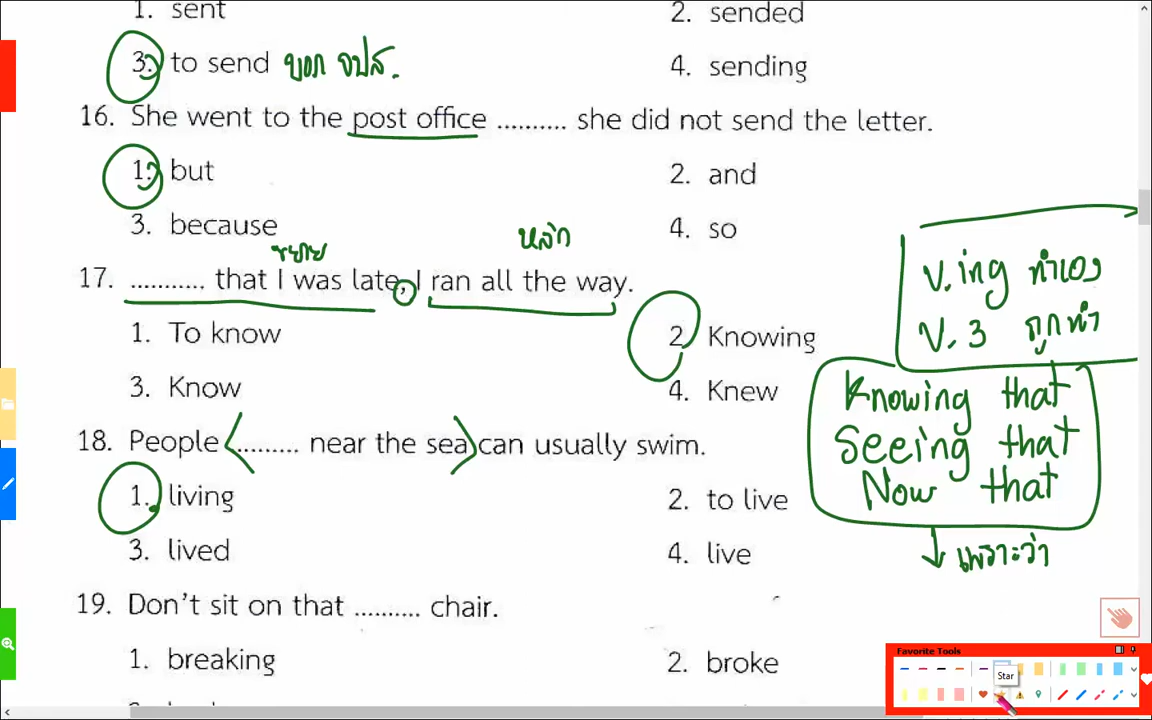 1. sent 2. sended
3. to send บอก จปส. 4. sending
16. She went to the post office .......... she did not send the letter.
1. but 2. and
3. because 4. so
ขยาย หลัก
17. .......... that I was late, I ran all the way.
1. To know 2. Knowing
3. Know 4. Knew
18. People ......... near the sea can usually swim.
1. living 2. to live
3. lived 4. live
19. Don't sit on that ......... chair.
1. breaking 2. broke
V.ing ทำเอง
V.3 ถูกทำ
Knowing that
Seeing that
Now that
เพราะว่า
Favorite Tools
Star